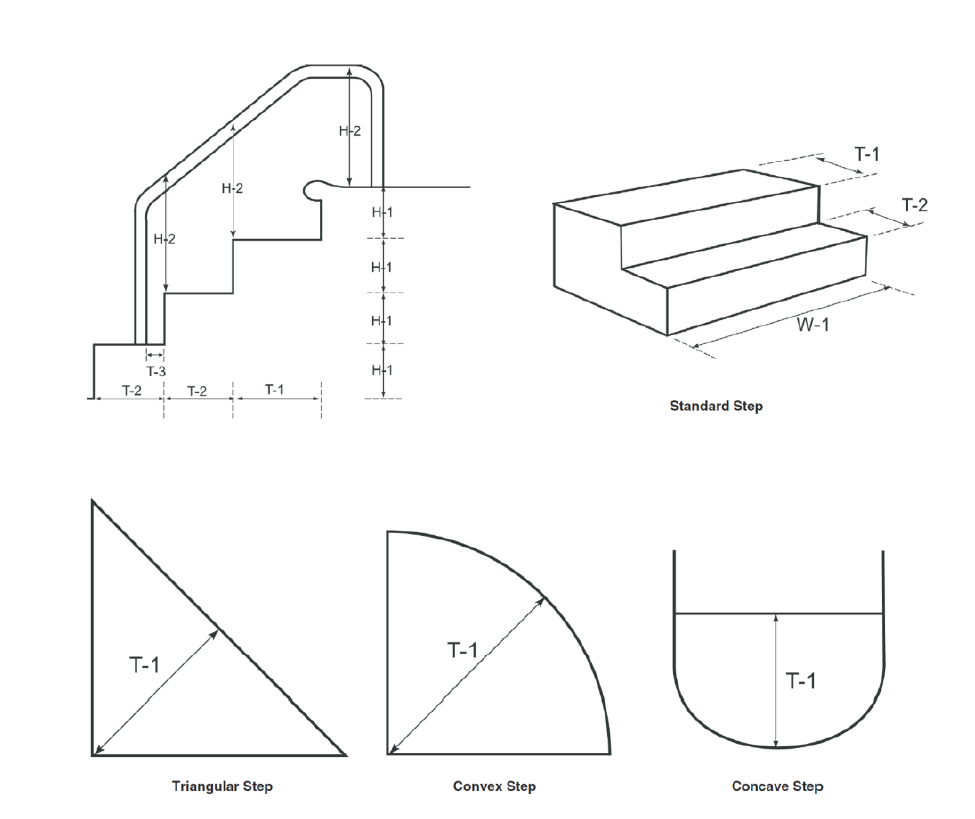 H-2
T-1
H-2
T-2
H-1
H-2
H-1
W-1
H-1
T-3
H-1
T-2
T-2
T-1
Standard Step
T-1
T-1
T-1
Triangular Step
Convex Step
Concave Step